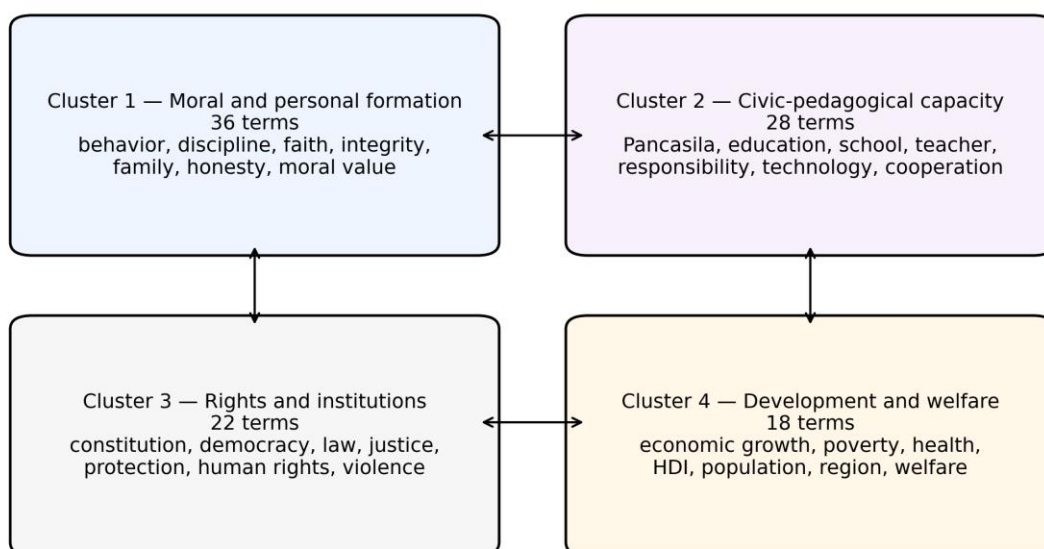 Cluster 1 — Moral and personal formation
36 terms
behavior, discipline, faith, integrity,
family, honesty, moral value
Cluster 2 — Civic-pedagogical capacity
28 terms
Pancasila, education, school, teacher,
responsibility, technology, cooperation
Cluster 3 — Rights and institutions
22 terms
constitution, democracy, law, justice,
protection, human rights, violence
Cluster 4 — Development and welfare
18 terms
economic growth, poverty, health,
HDI, population, region, welfare